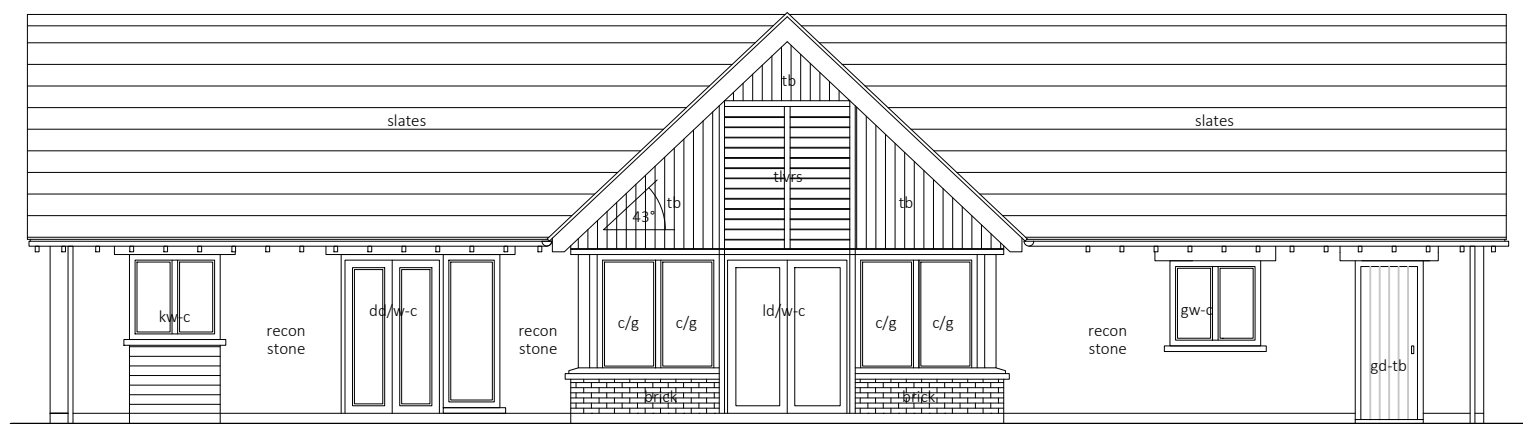 tb
slates
slates
tlvrs
tb
tb
43°
kw-c
dd/w-c
ld/w-c
gw-c
c/g
c/g
c/g
c/g
recon
stone
recon
stone
recon
stone
gd-tb
brick
brick